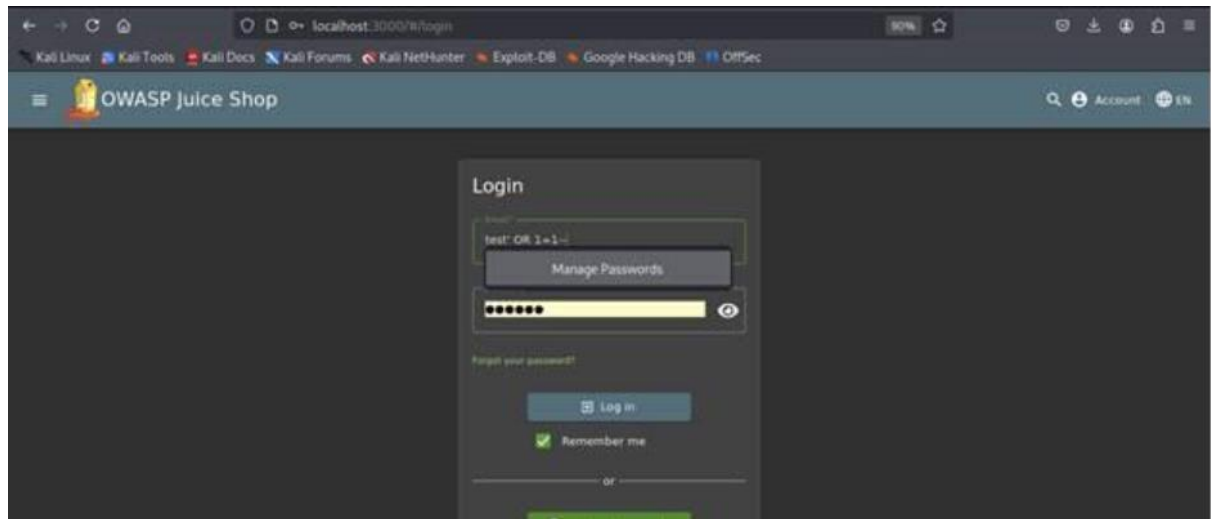 localhost:3000/#/login 90%
Kali Linux Kali Tools Kali Docs Kali Forums Kali NetHunter Exploit-DB Google Hacking DB OffSec
OWASP Juice Shop Account EN
Login
Email*
test' OR 1=1--
Manage Passwords
Forgot your password?
Log in
Remember me
or